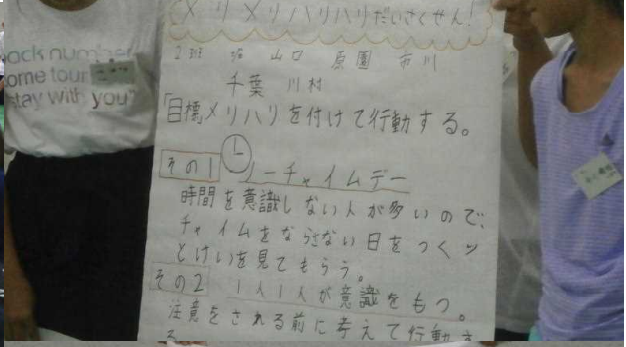 メリメリハリハリだいさくせん!
2班 山口 原園 市川
千葉 川村
「目標メリハリを付けて行動する。
その1 ノーチャイムデー
時間を意識しない人が多いので、
チャイムをならさない日をつくッ
とけいを見てもらう。
その2 1人1人が意識をもつ。
注意をされる前に考えて行動す
る
ack number
ome tour
tay with you"